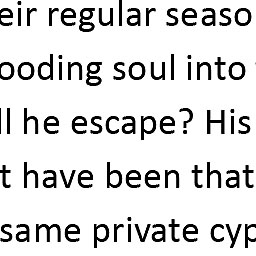 eir regular seaso
ooding soul into
ll he escape? His
t have been that
same private cyp